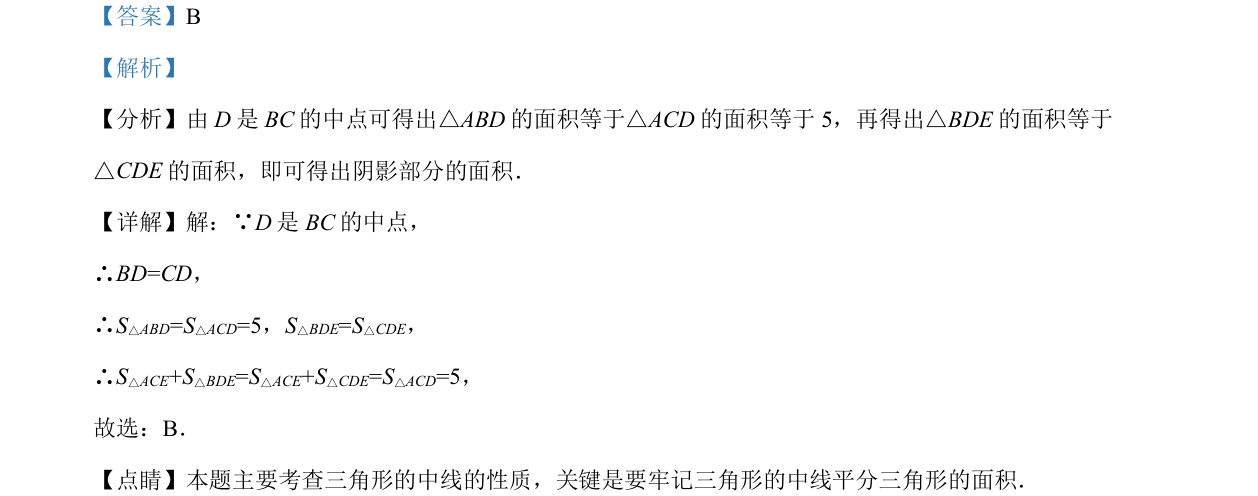 【答案】B
【解析】
【分析】由 D 是 BC 的中点可得出△ABD 的面积等于△ACD 的面积等于 5，再得出△BDE 的面积等于
△CDE 的面积，即可得出阴影部分的面积．
【详解】解：∵D 是 BC 的中点，
∴BD=CD，
∴S△ABD=S△ACD=5，S△BDE=S△CDE，
∴S△ACE+S△BDE=S△ACE+S△CDE=S△ACD=5，
故选：B．
【点睛】本题主要考查三角形的中线的性质，关键是要牢记三角形的中线平分三角形的面积．